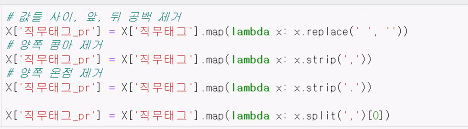 # 값들 사이, 앞, 뒤 공백 제거
X['직무태그_pr'] = X['직무태그'].map(lambda x: x.replace(' ', ''))
# 양쪽 콤마 제거
X['직무태그_pr'] = X['직무태그'].map(lambda x: x.strip(','))
# 양쪽 온점 제거
X['직무태그_pr'] = X['직무태그'].map(lambda x: x.strip('.'))
X['직무태그_pr'] = X['직무태그'].map(lambda x: x.split(',')[0])